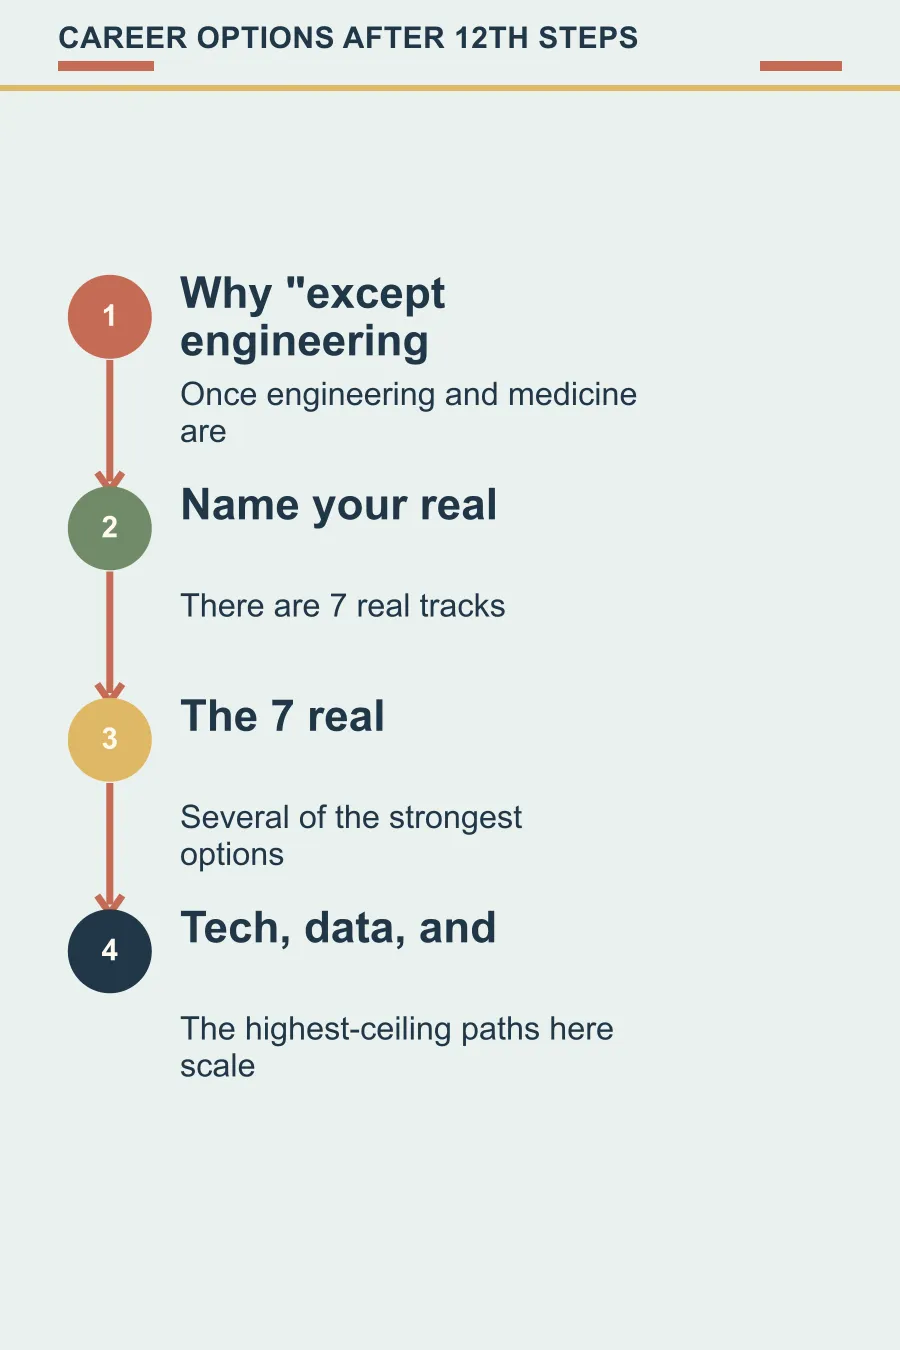 CAREER OPTIONS AFTER 12TH STEPS
1
Why "except
engineering
Once engineering and medicine
are
2
Name your real
There are 7 real tracks
3
The 7 real
Several of the strongest
options
4
Tech, data, and
The highest-ceiling paths here
scale